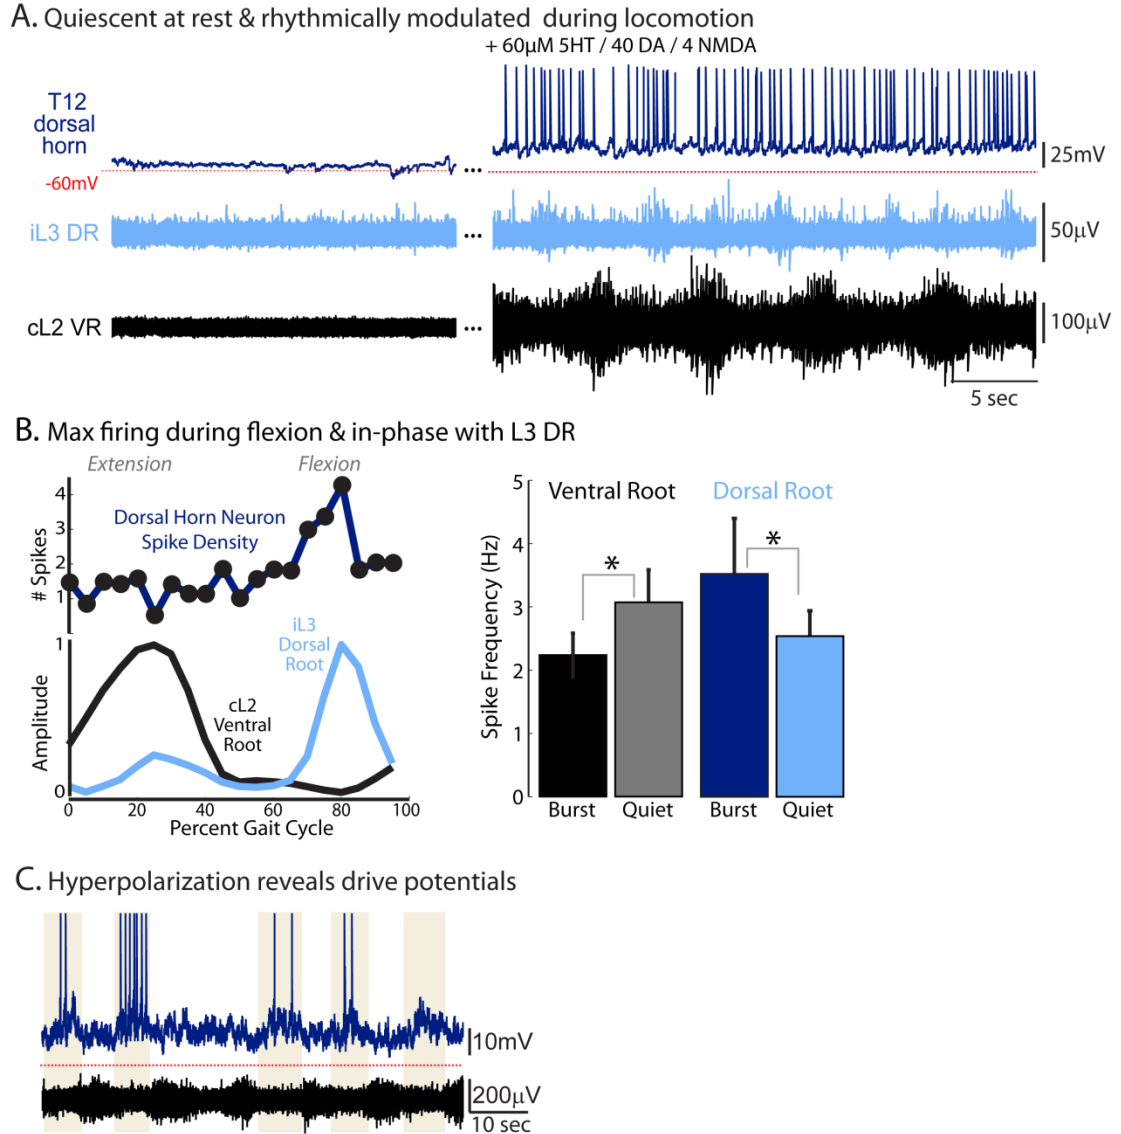 A. Quiescent at rest & rhythmically modulated during locomotion
+ 60μM 5HT / 40 DA / 4 NMDA
T12
dorsal
horn
-60mV
...
25mV
iL3 DR
...
50μV
cL2 VR
...
100μV
5 sec
B. Max firing during flexion & in-phase with L3 DR
Extension
Flexion
# Spikes
4
3
2
1
Dorsal Horn Neuron
Spike Density
Amplitude
1
0
iL3
Dorsal
Root
cL2
Ventral
Root
0 20 40 60 80 100
Percent Gait Cycle
Spike Frequency (Hz)
5
4
3
2
1
0
Ventral Root
Dorsal Root
*
*
Burst Quiet Burst Quiet
C. Hyperpolarization reveals drive potentials
10mV
200μV
10 sec